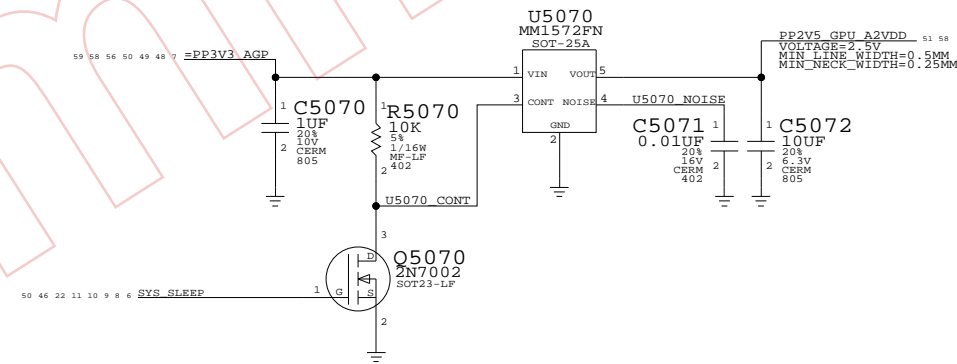 U5070
MM1572FN
SOT-25A
59 58 56 50 49 48 7 =PP3V3_AGP
PP2V5_GPU_A2VDD 51 58
VOLTAGE=2.5V
MIN_LINE_WIDTH=0.5MM
MIN_NECK_WIDTH=0.25MM
1 VIN VOUT 5
3 CONT NOISE 4
GND
2
U5070_NOISE
1 C5070
1UF
20%
10V
CERM
805
2
1 R5070
10K
5%
1/16W
MF-LF
402
2
C5071 1
0.01UF
20%
16V
CERM
402
2
1 C5072
10UF
20%
6.3V
CERM
805
2
U5070_CONT
3
D
Q5070
2N7002
SOT23-LF
50 46 22 11 10 9 8 6 SYS_SLEEP
1 G S
2